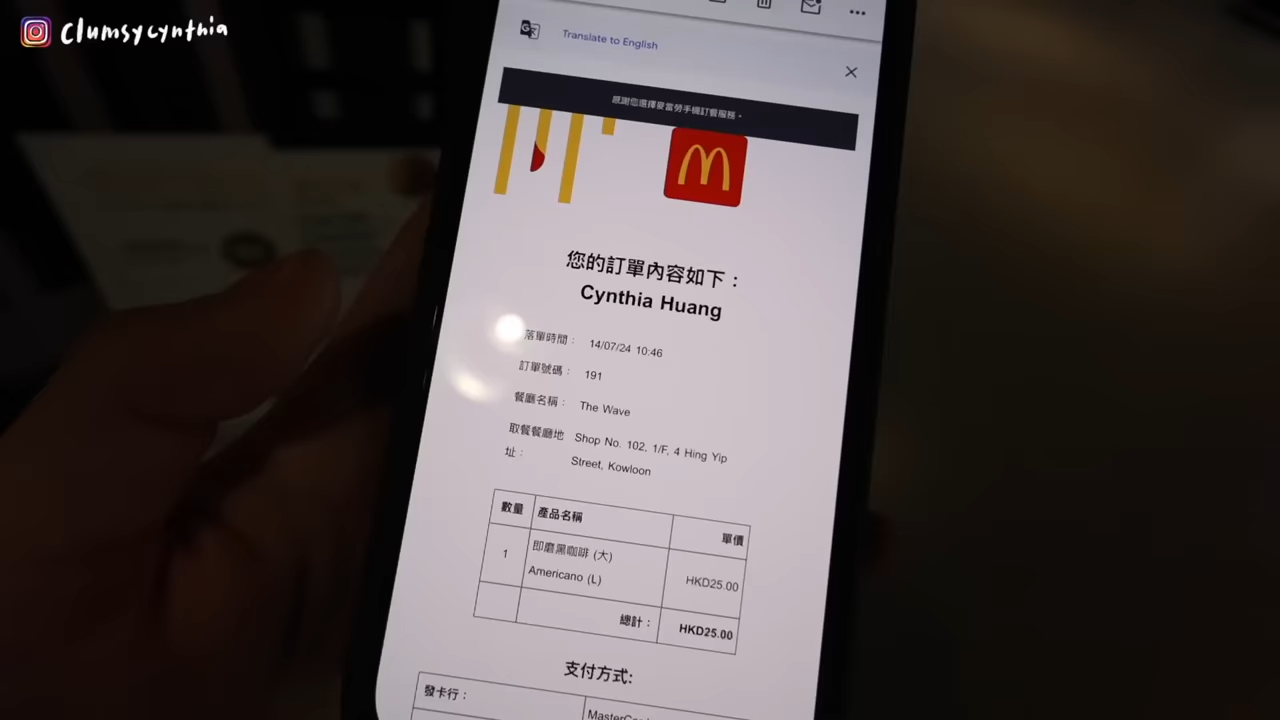 clumsycynthia
Translate to English
感謝您選擇麥當勞手機訂餐服務。
您的訂單內容如下：
Cynthia Huang
落單時間： 14/07/24 10:46
訂單號碼： 191
餐廳名稱： The Wave
取餐餐廳地址： Shop No. 102, 1/F, 4 Hing Yip
Street, Kowloon
數量 產品名稱 單價
1 即磨黑咖啡 (大)
Americano (L) HKD25.00
總計： HKD25.00
支付方式:
發卡行：